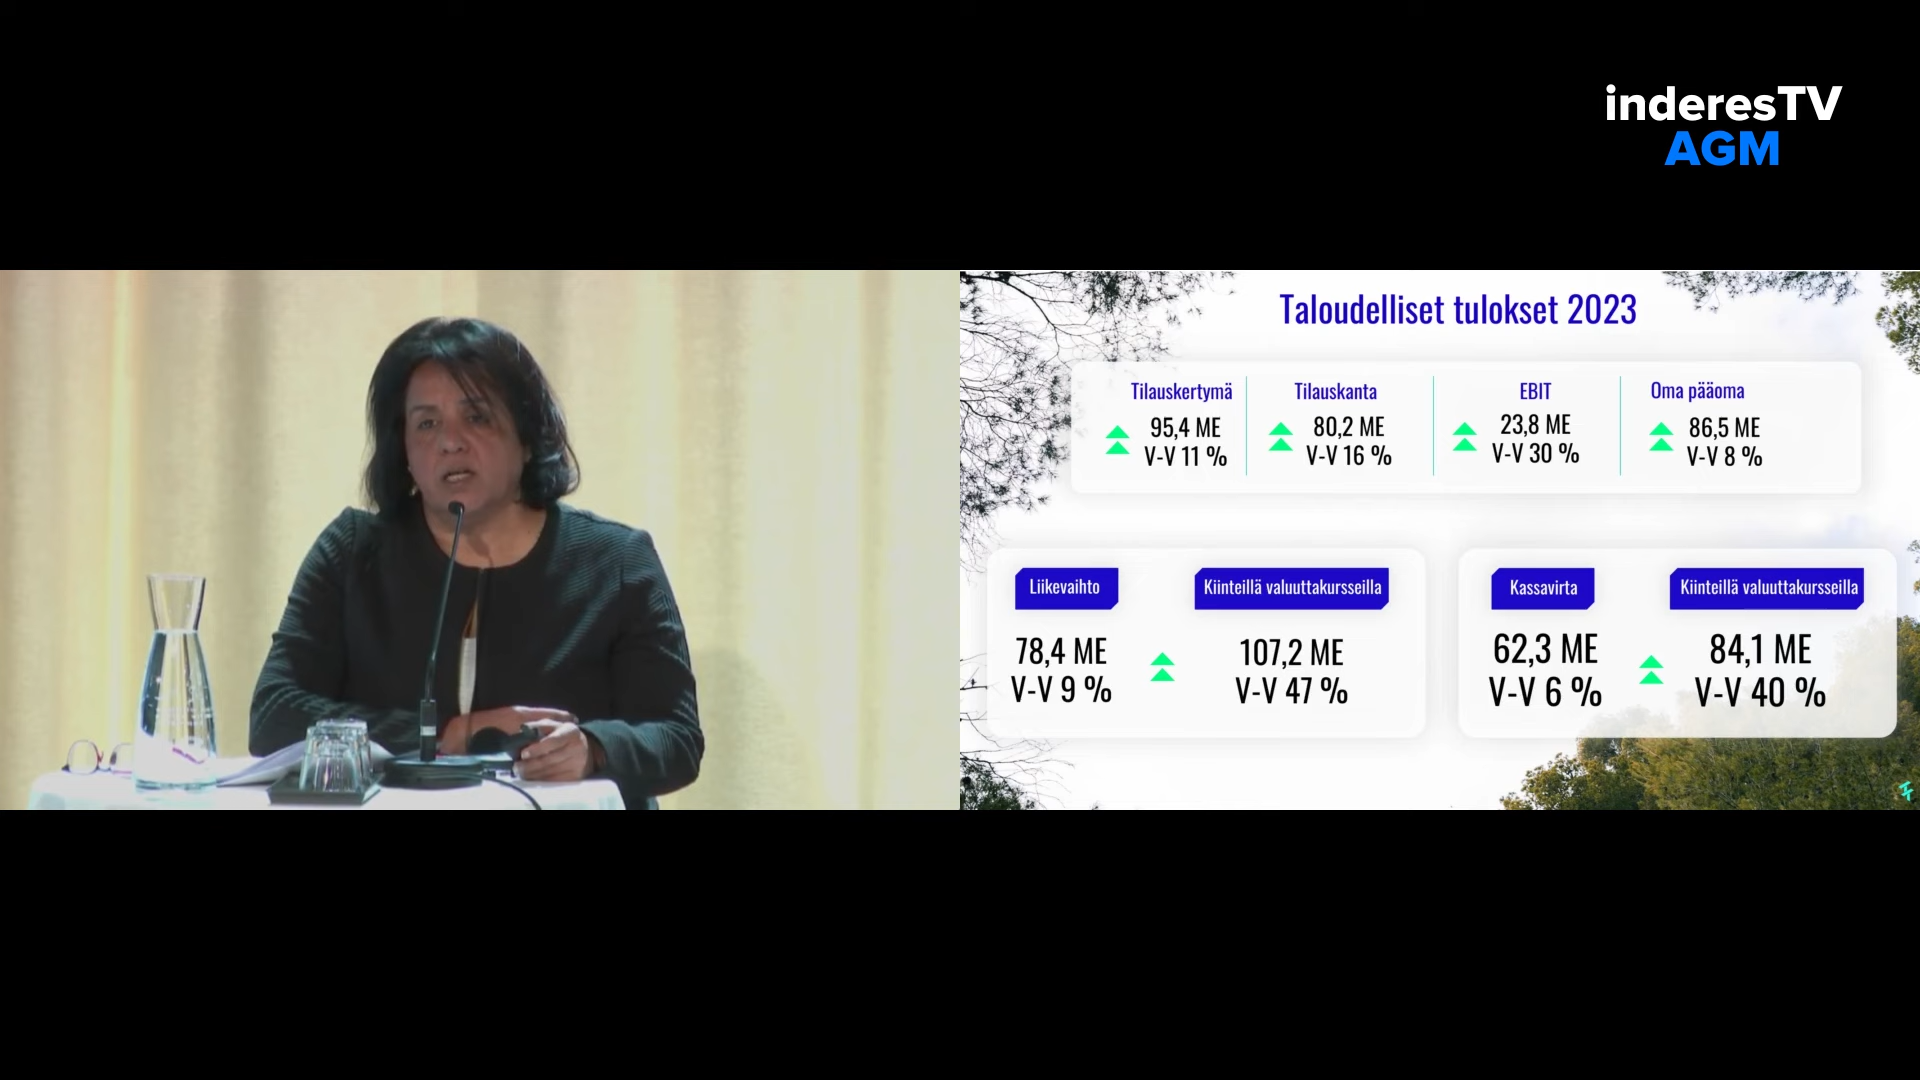 inderesTV
AGM
Taloudelliset tulokset 2023
Tilauskertymä
95,4 ME
V-V 11 %
Tilauskanta
80,2 ME
V-V 16 %
EBIT
23,8 ME
V-V 30 %
Oma pääoma
86,5 ME
V-V 8 %
Liikevaihto
78,4 ME
V-V 9 %
Kiinteillä valuuttakursseilla
107,2 ME
V-V 47 %
Kassavirta
62,3 ME
V-V 6 %
Kiinteillä valuuttakursseilla
84,1 ME
V-V 40 %